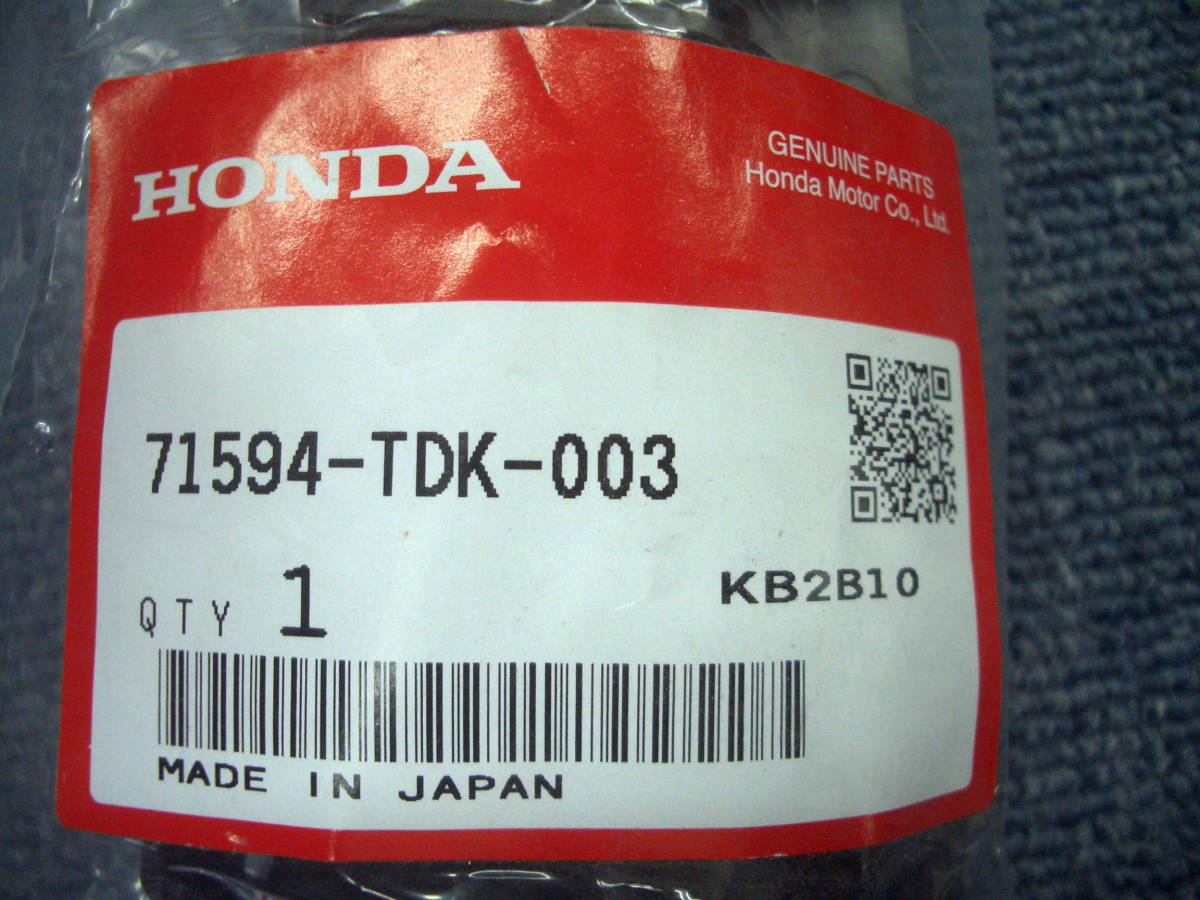 HONDA
GENUINE PARTS
Honda Motor Co., Ltd.
71594-TDK-003
QTY 1
KB2B10
MADE IN JAPAN